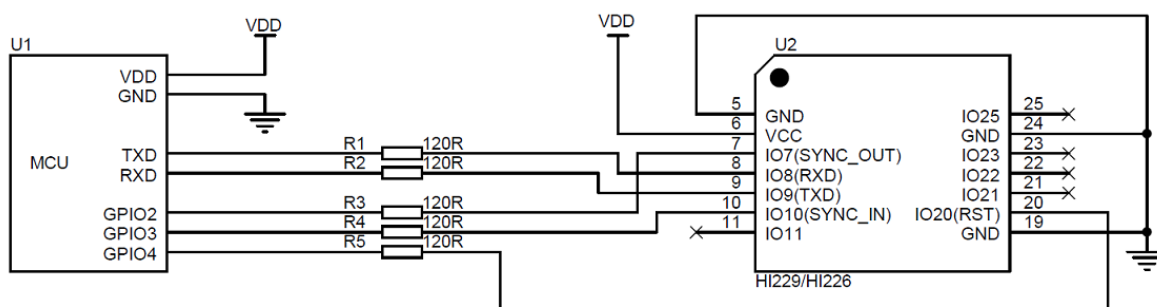 U1
VDD
VDD
GND
MCU
TXD
RXD
GPIO2
GPIO3
GPIO4
R1 120R
R2 120R
R3 120R
R4 120R
R5 120R
VDD
U2
5 GND
6 VCC
7 IO7(SYNC_OUT)
8 IO8(RXD)
9 IO9(TXD)
10 IO10(SYNC_IN)
11 IO11
IO25 25
GND 24
IO23 23
IO22 22
IO21 21
IO20(RST) 20
GND 19
HI229/HI226